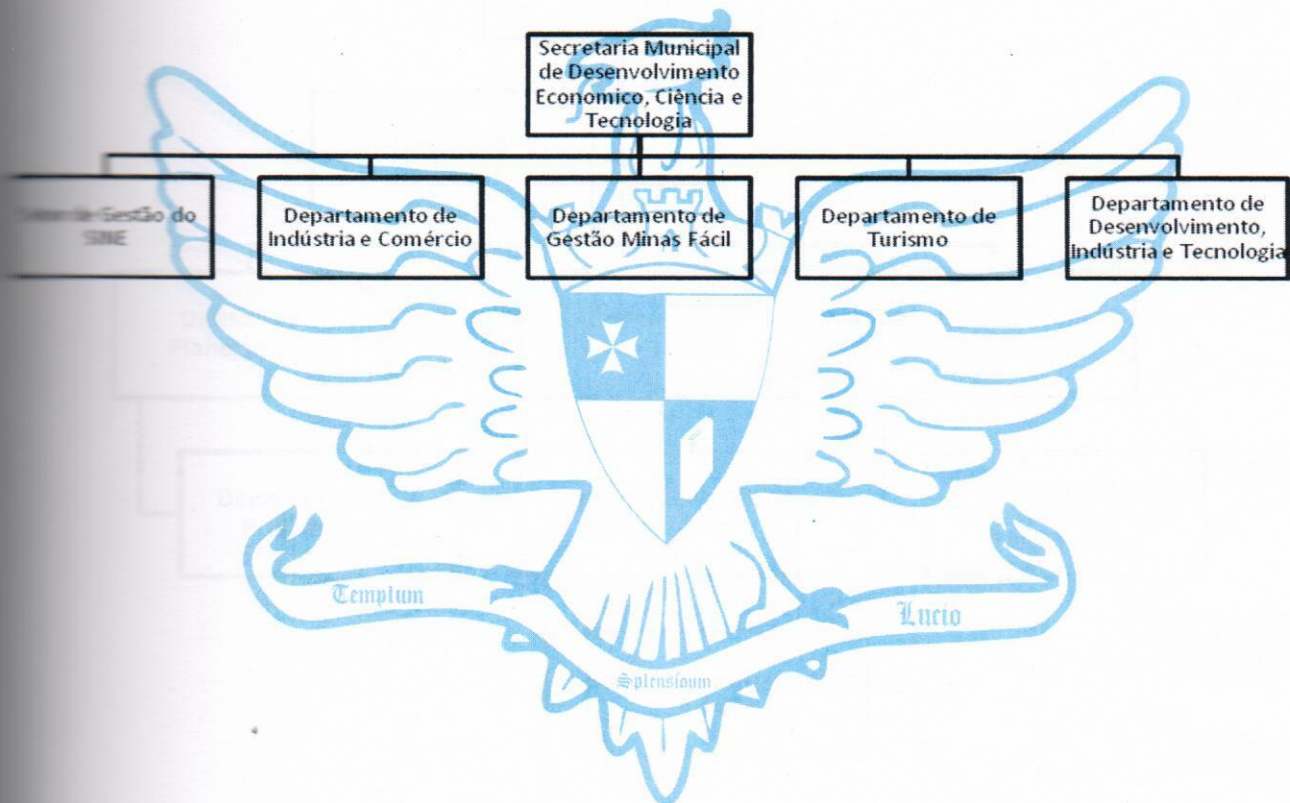 Secretaria Municipal
de Desenvolvimento
Economico, Ciência e
Tecnologia
Gestão do
SINE
Departamento de
Indústria e Comércio
Departamento de
Gestão Minas Fácil
Departamento de
Turismo
Departamento de
Desenvolvimento,
Indústria e Tecnologia
Templum
Lucio